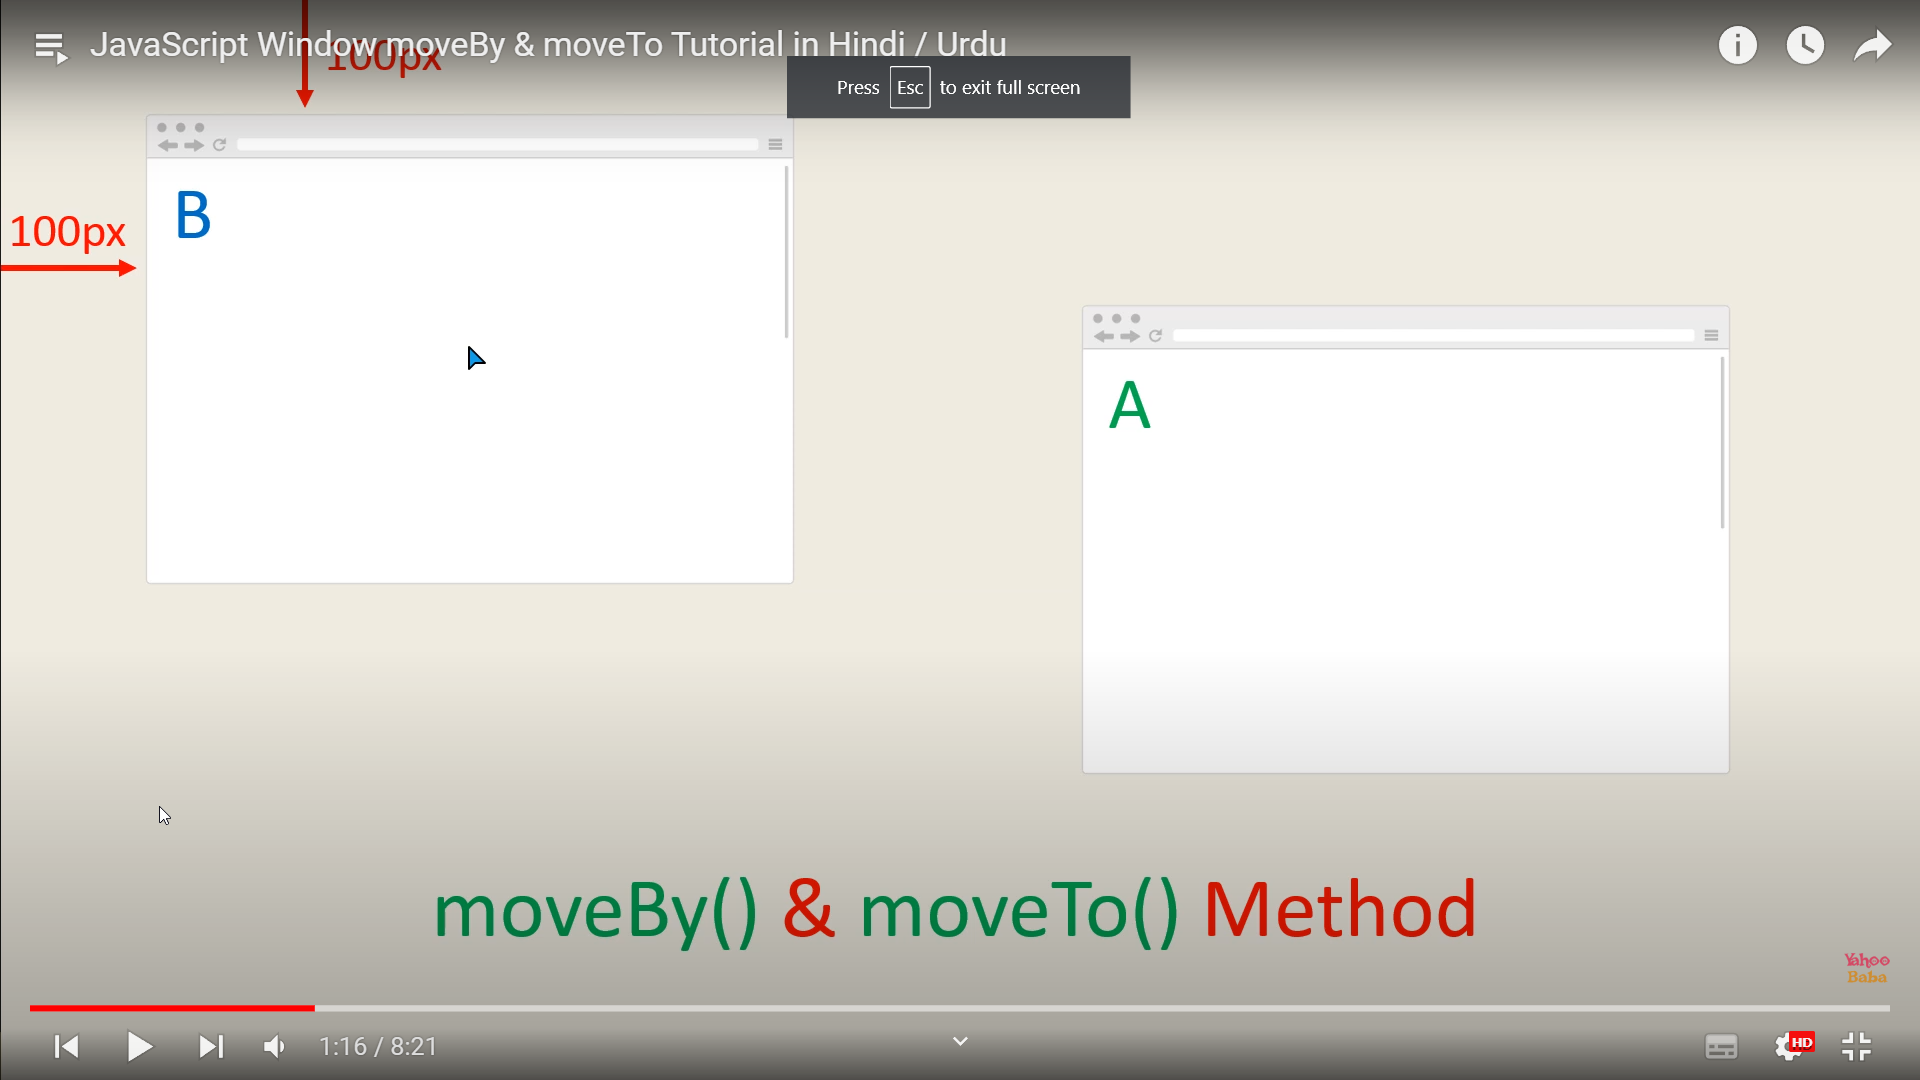 JavaScript Window moveBy & moveTo Tutorial in Hindi / Urdu
100px
Press Esc to exit full screen
B
100px
A
moveBy() & moveTo() Method
Yahoo
Baba
1:16 / 8:21
HD